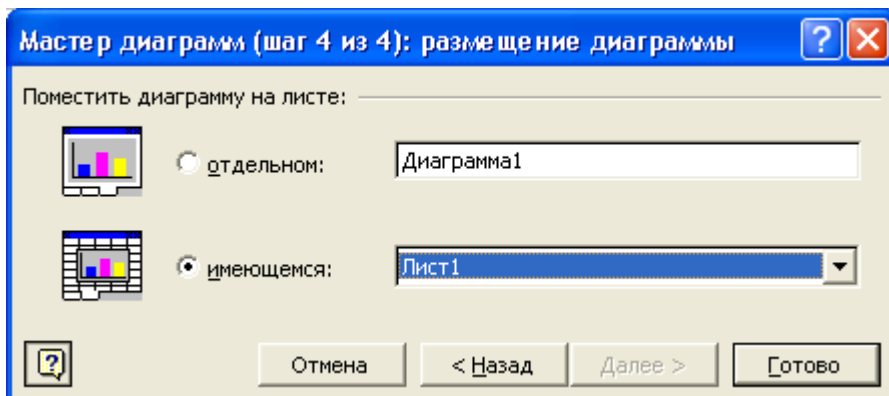 Мастер диаграмм (шаг 4 из 4): размещение диаграммы
Поместить диаграмму на листе:
отдельном: Диаграмма1
имеющемся: Лист1
Отмена < Назад Далее > Готово